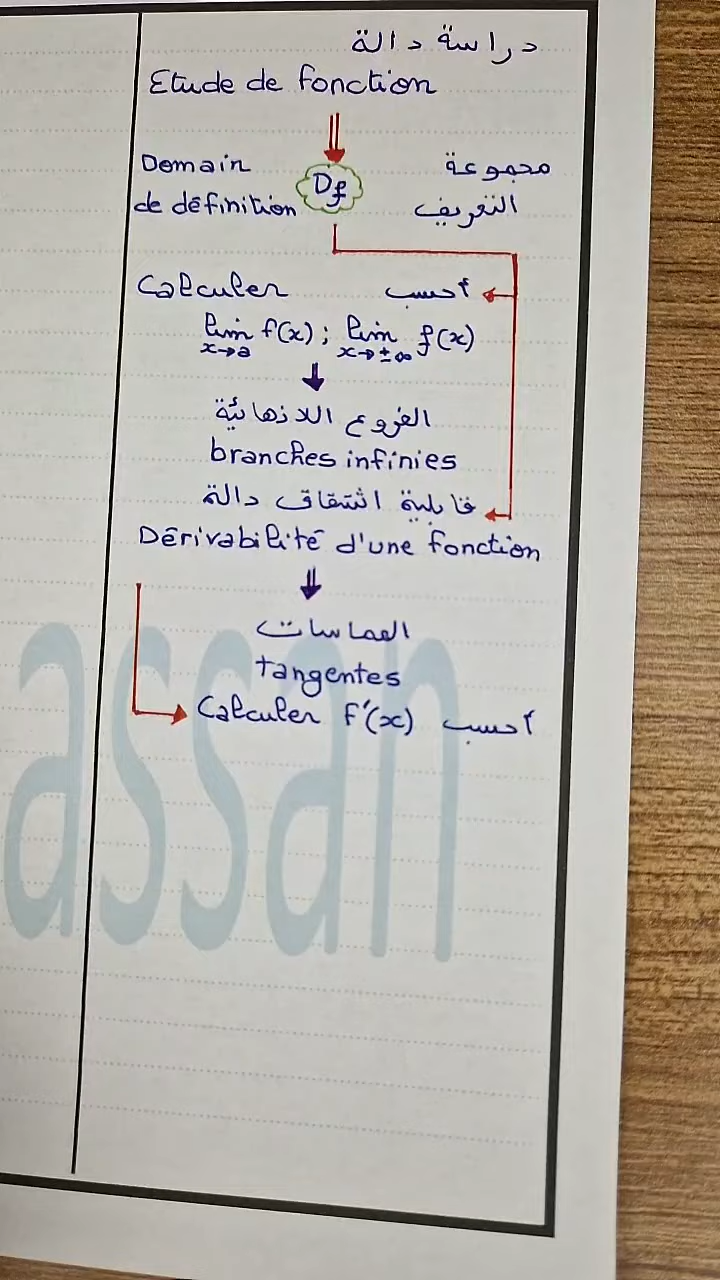 دراسة دالة
Etude de fonction
Domain Df مجموعة
de définition التعريف
Calculer أحسب
lim x→a f(x) ; lim x→±∞ f(x)
الفروع اللانهائية
branches infinies
قابلية اشتقاق دالة
Dérivabilité d'une fonction
المماسات
tangentes
Calculer f'(x) أحسب
assan